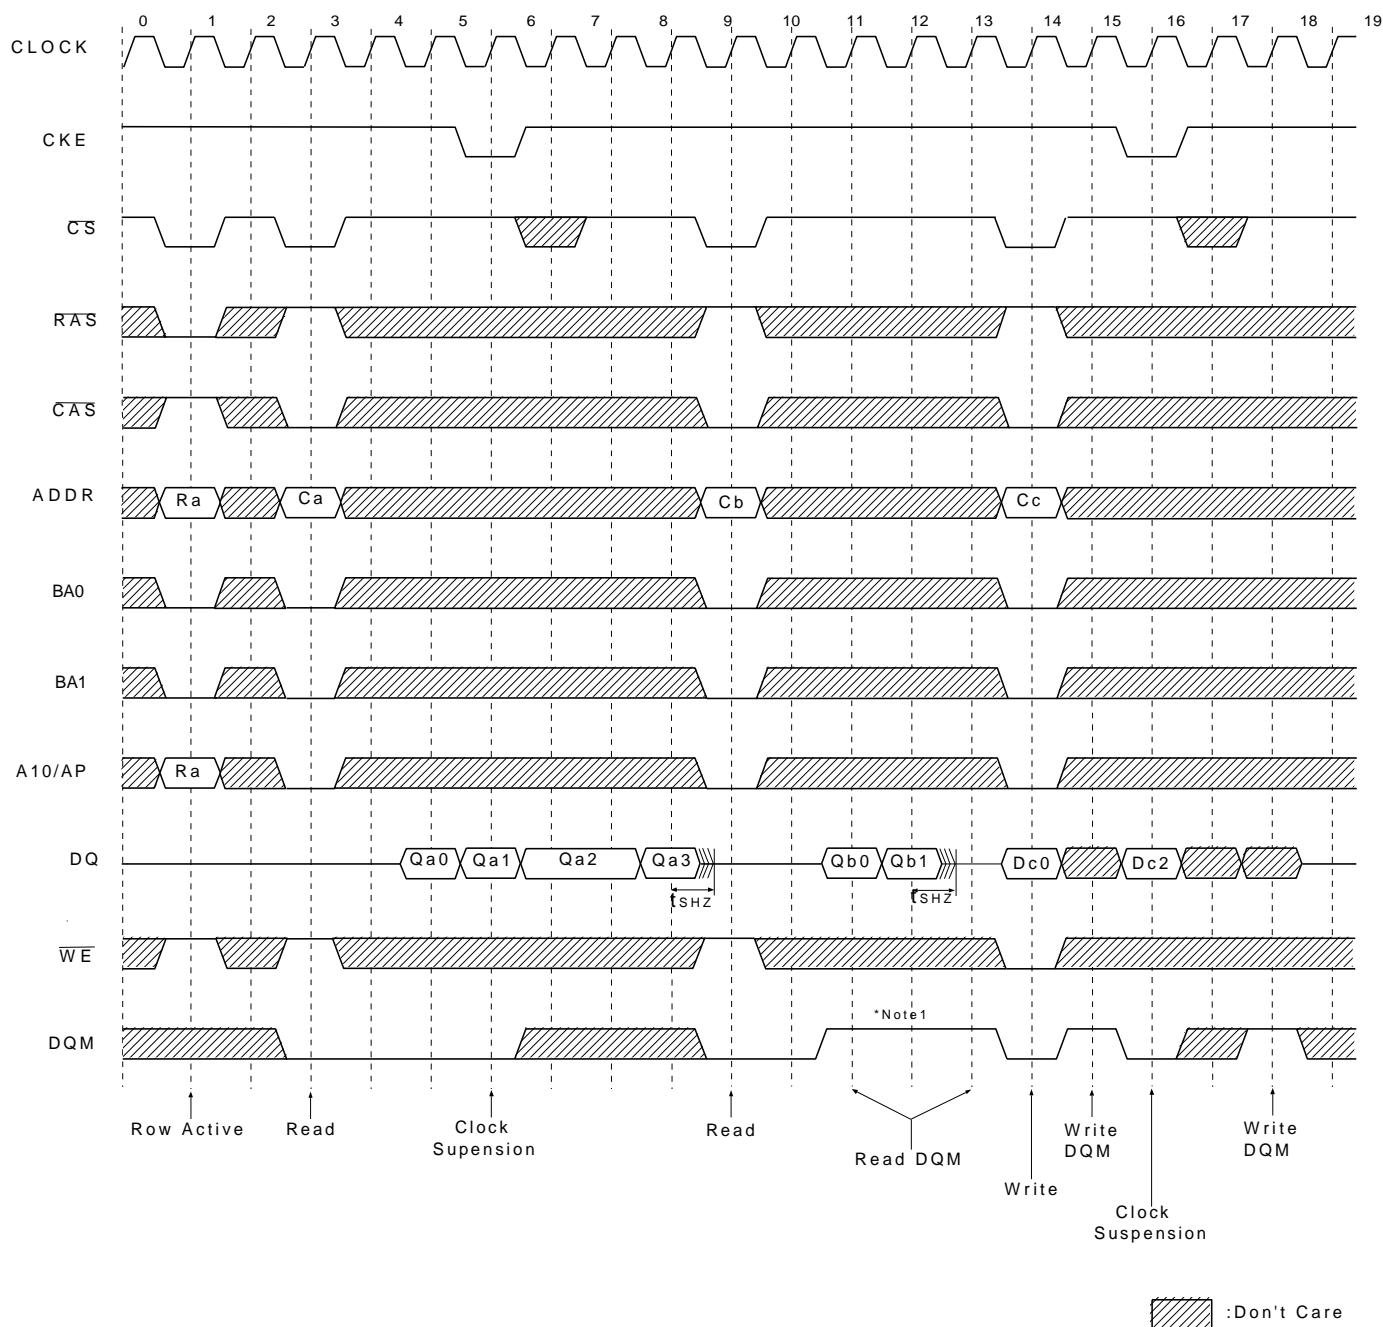 0 1 2 3 4 5 6 7 8 9 10 11 12 13 14 15 16 17 18 19
CLOCK
CKE
CS
RAS
CAS
ADDR Ra Ca Cb Cc
BA0
BA1
A10/AP Ra
DQ Qa0 Qa1 Qa2 Qa3 Qb0 Qb1 Dc0 Dc2
tSHZ tSHZ
WE
*Note1
DQM
Row Active Read Clock Supension Read Read DQM Write Write DQM Clock Suspension Write DQM
:Don't Care